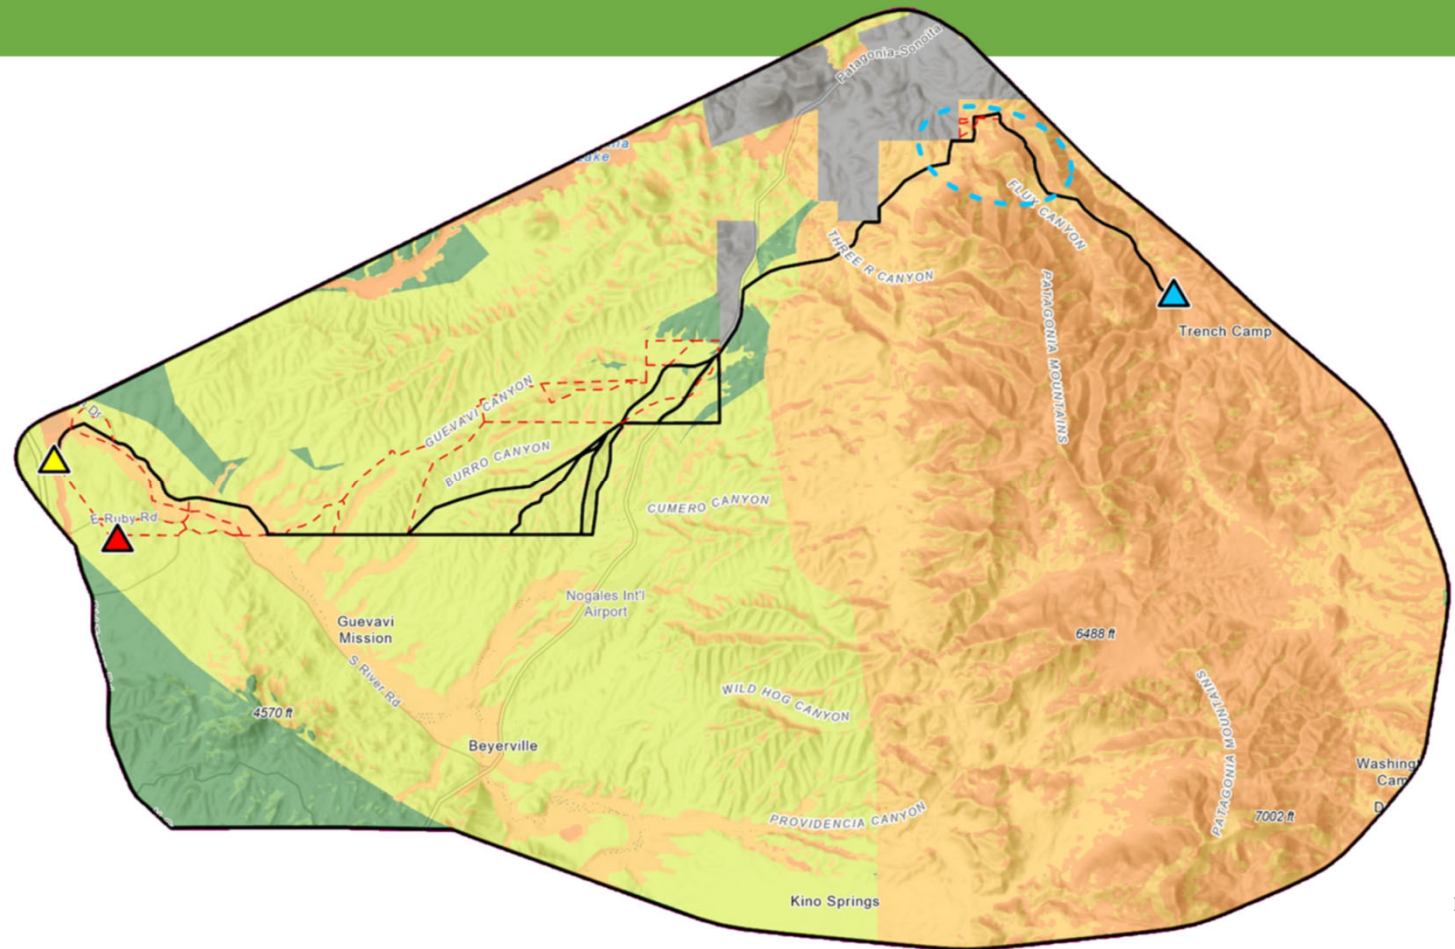 Patagonia-Sonoita
Lake
FLUX CANYON
THREE R CANYON
PATAGONIA MOUNTAINS
Trench Camp
Dr
GUEVAVI CANYON
BURRO CANYON
E Ruby Rd
CUMERO CANYON
Nogales Int'l
Airport
Guevavi
Mission
6488 ft
S River Rd
WILD HOG CANYON
PATAGONIA MOUNTAINS
4570 ft
Beyerville
Washing
Cam
D
PROVIDENCIA CANYON
7002 ft
Kino Springs